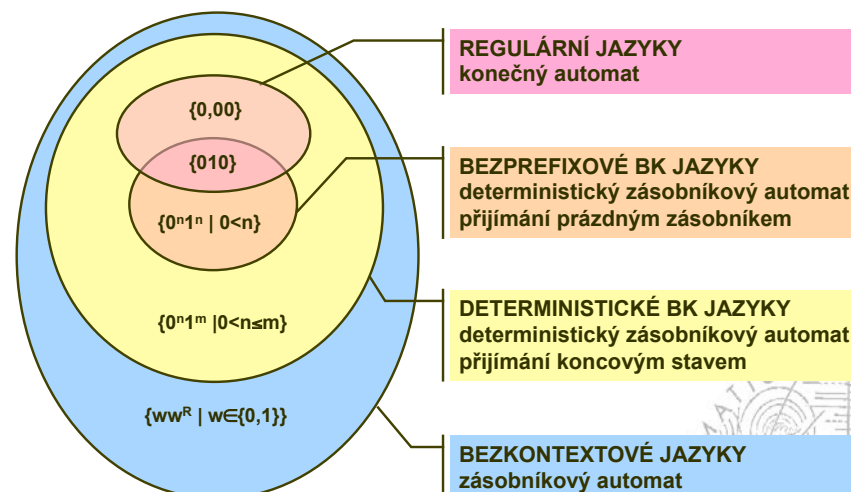 {0,00}
{010}
{0ⁿ1ⁿ | 0<n}
{0ⁿ1ᵐ |0<n≤m}
{wwᴿ | w∈{0,1}}
REGULÁRNÍ JAZYKY
konečný automat
BEZPREFIXOVÉ BK JAZYKY
deterministický zásobníkový automat
přijímání prázdným zásobníkem
DETERMINISTICKÉ BK JAZYKY
deterministický zásobníkový automat
přijímání koncovým stavem
BEZKONTEXTOVÉ JAZYKY
zásobníkový automat